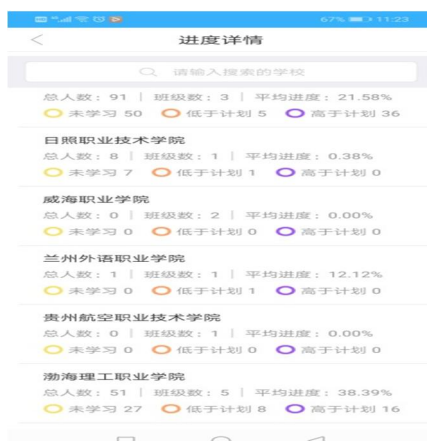 67% 11:23
进度详情
请输入搜索的学校
总人数：91 | 班级数：3 | 平均进度：21.58%
未学习 50 低于计划 5 高于计划 36
日照职业技术学院
总人数：8 | 班级数：1 | 平均进度：0.38%
未学习 7 低于计划 1 高于计划 0
威海职业学院
总人数：0 | 班级数：2 | 平均进度：0.00%
未学习 0 低于计划 0 高于计划 0
兰州外语职业学院
总人数：1 | 班级数：1 | 平均进度：12.12%
未学习 0 低于计划 1 高于计划 0
贵州航空职业技术学院
总人数：0 | 班级数：1 | 平均进度：0.00%
未学习 0 低于计划 0 高于计划 0
渤海理工职业学院
总人数：51 | 班级数：5 | 平均进度：38.39%
未学习 27 低于计划 8 高于计划 16